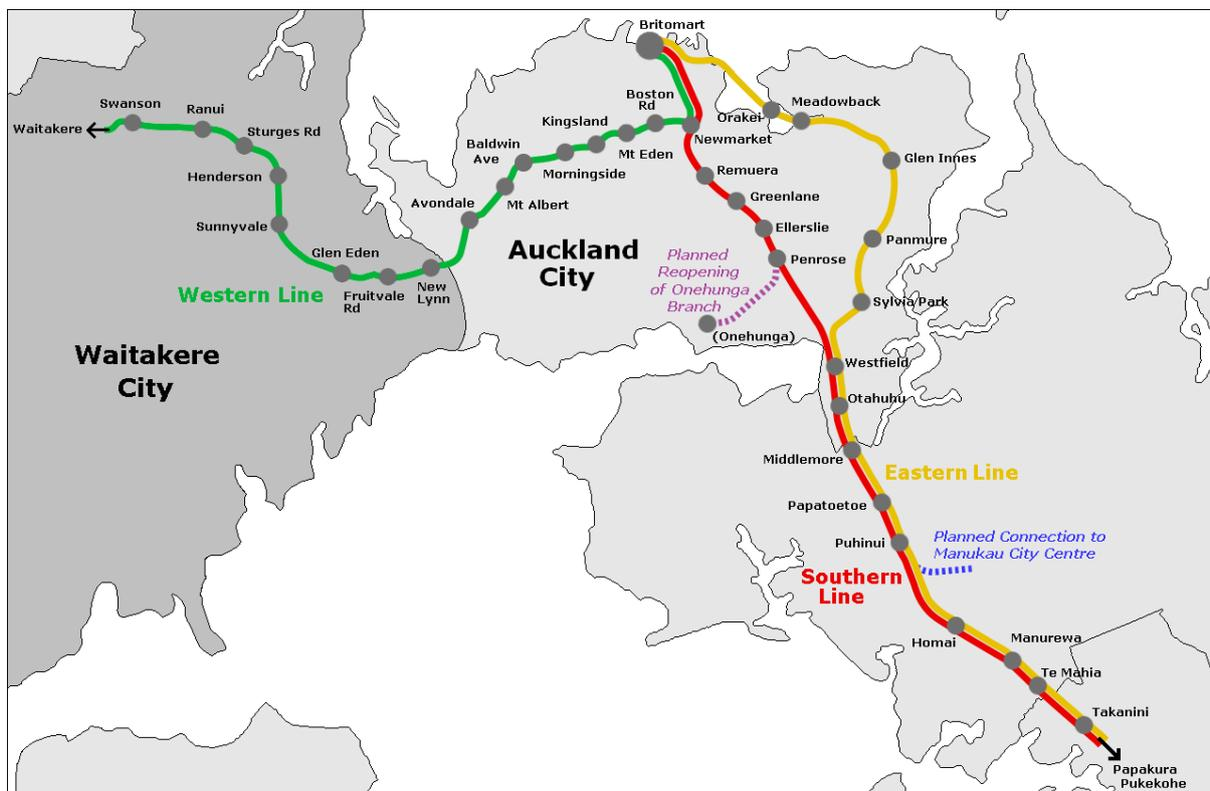 Britomart
Swanson
Ranui
Waitakere
Sturges Rd
Henderson
Sunnyvale
Glen Eden
Fruitvale
Rd
New
Lynn
Western Line
Waitakere
City
Avondale
Mt Albert
Baldwin
Ave
Morningside
Kingsland
Mt Eden
Boston
Rd
Newmarket
Orakei
Meadowback
Glen Innes
Panmure
Sylvia Park
Remuera
Greenlane
Ellerslie
Penrose
Auckland
City
Planned
Reopening
of Onehunga
Branch
(Onehunga)
Westfield
Otahuhu
Middlemore
Eastern Line
Papatoetoe
Puhinui
Planned Connection to
Manukau City Centre
Southern
Line
Homai
Manurewa
Te Mahia
Takanini
Papakura
Pukekohe